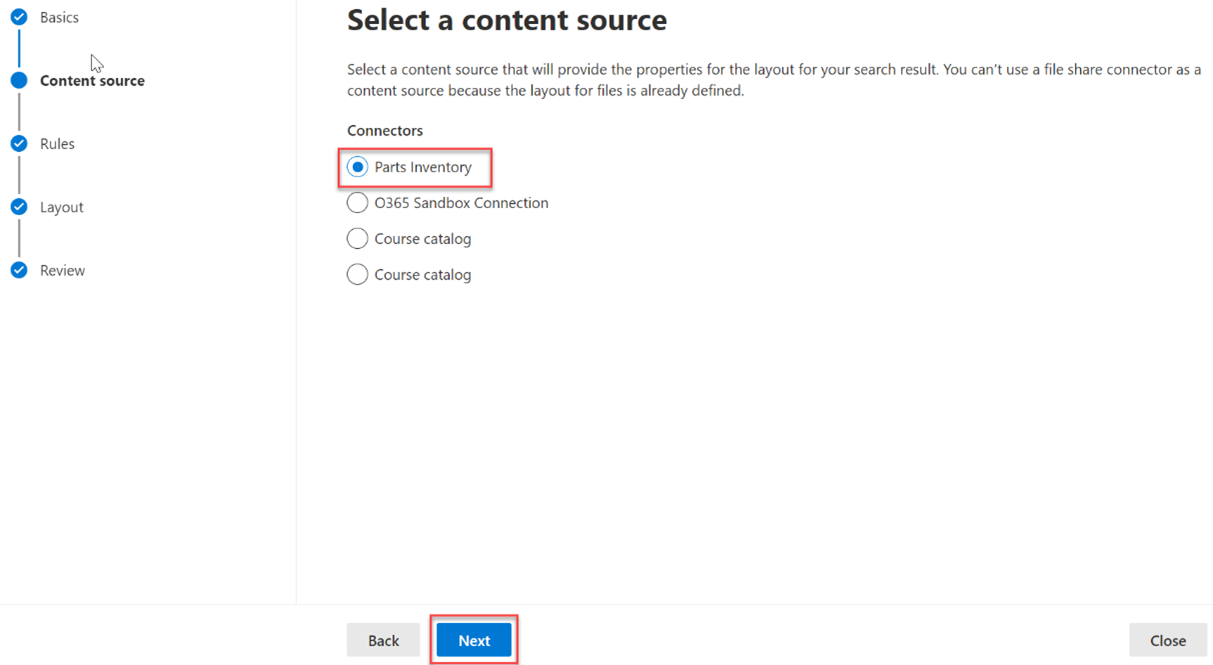 Basics
Content source
Rules
Layout
Review
Select a content source
Select a content source that will provide the properties for the layout for your search result. You can't use a file share connector as a
content source because the layout for files is already defined.
Connectors
Parts Inventory
O365 Sandbox Connection
Course catalog
Course catalog
Back
Next
Close